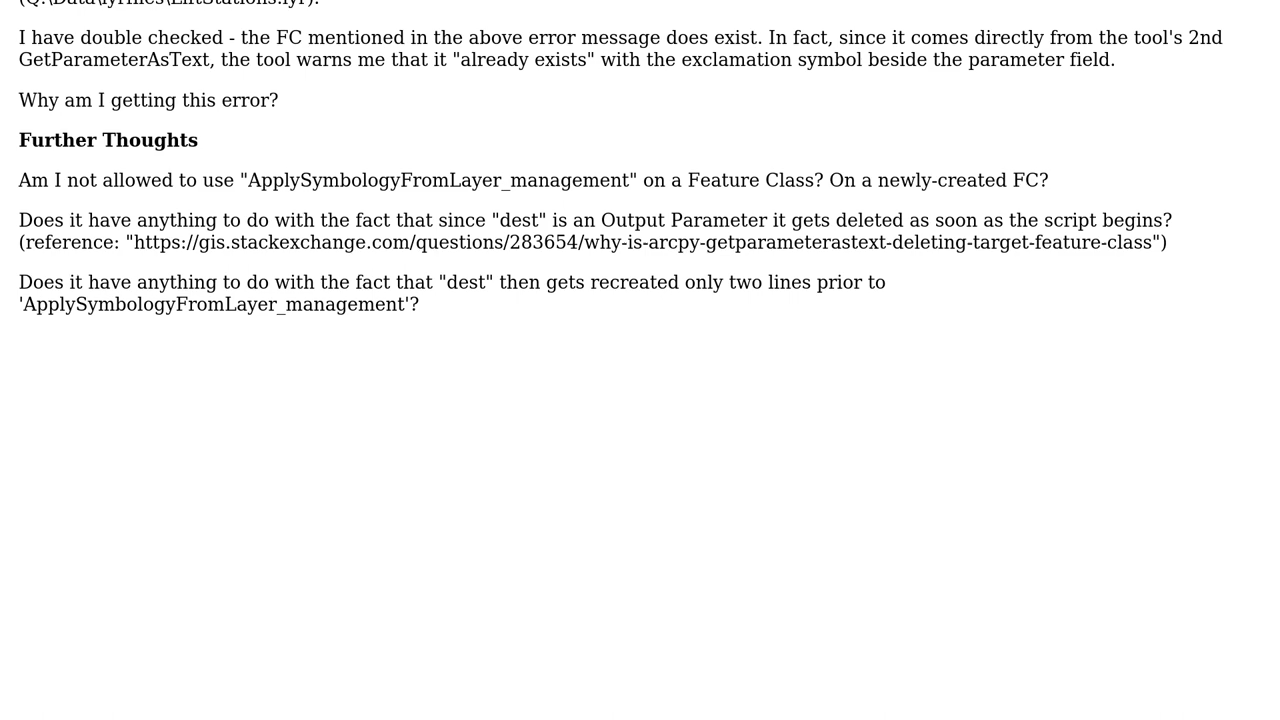 (Q:\Data\lyrfiles\LiftStations.lyr).
I have double checked - the FC mentioned in the above error message does exist. In fact, since it comes directly from the tool's 2nd
GetParameterAsText, the tool warns me that it "already exists" with the exclamation symbol beside the parameter field.
Why am I getting this error?
Further Thoughts
Am I not allowed to use "ApplySymbologyFromLayer_management" on a Feature Class? On a newly-created FC?
Does it have anything to do with the fact that since "dest" is an Output Parameter it gets deleted as soon as the script begins?
(reference: "https://gis.stackexchange.com/questions/283654/why-is-arcpy-getparameterastext-deleting-target-feature-class")
Does it have anything to do with the fact that "dest" then gets recreated only two lines prior to
'ApplySymbologyFromLayer_management'?